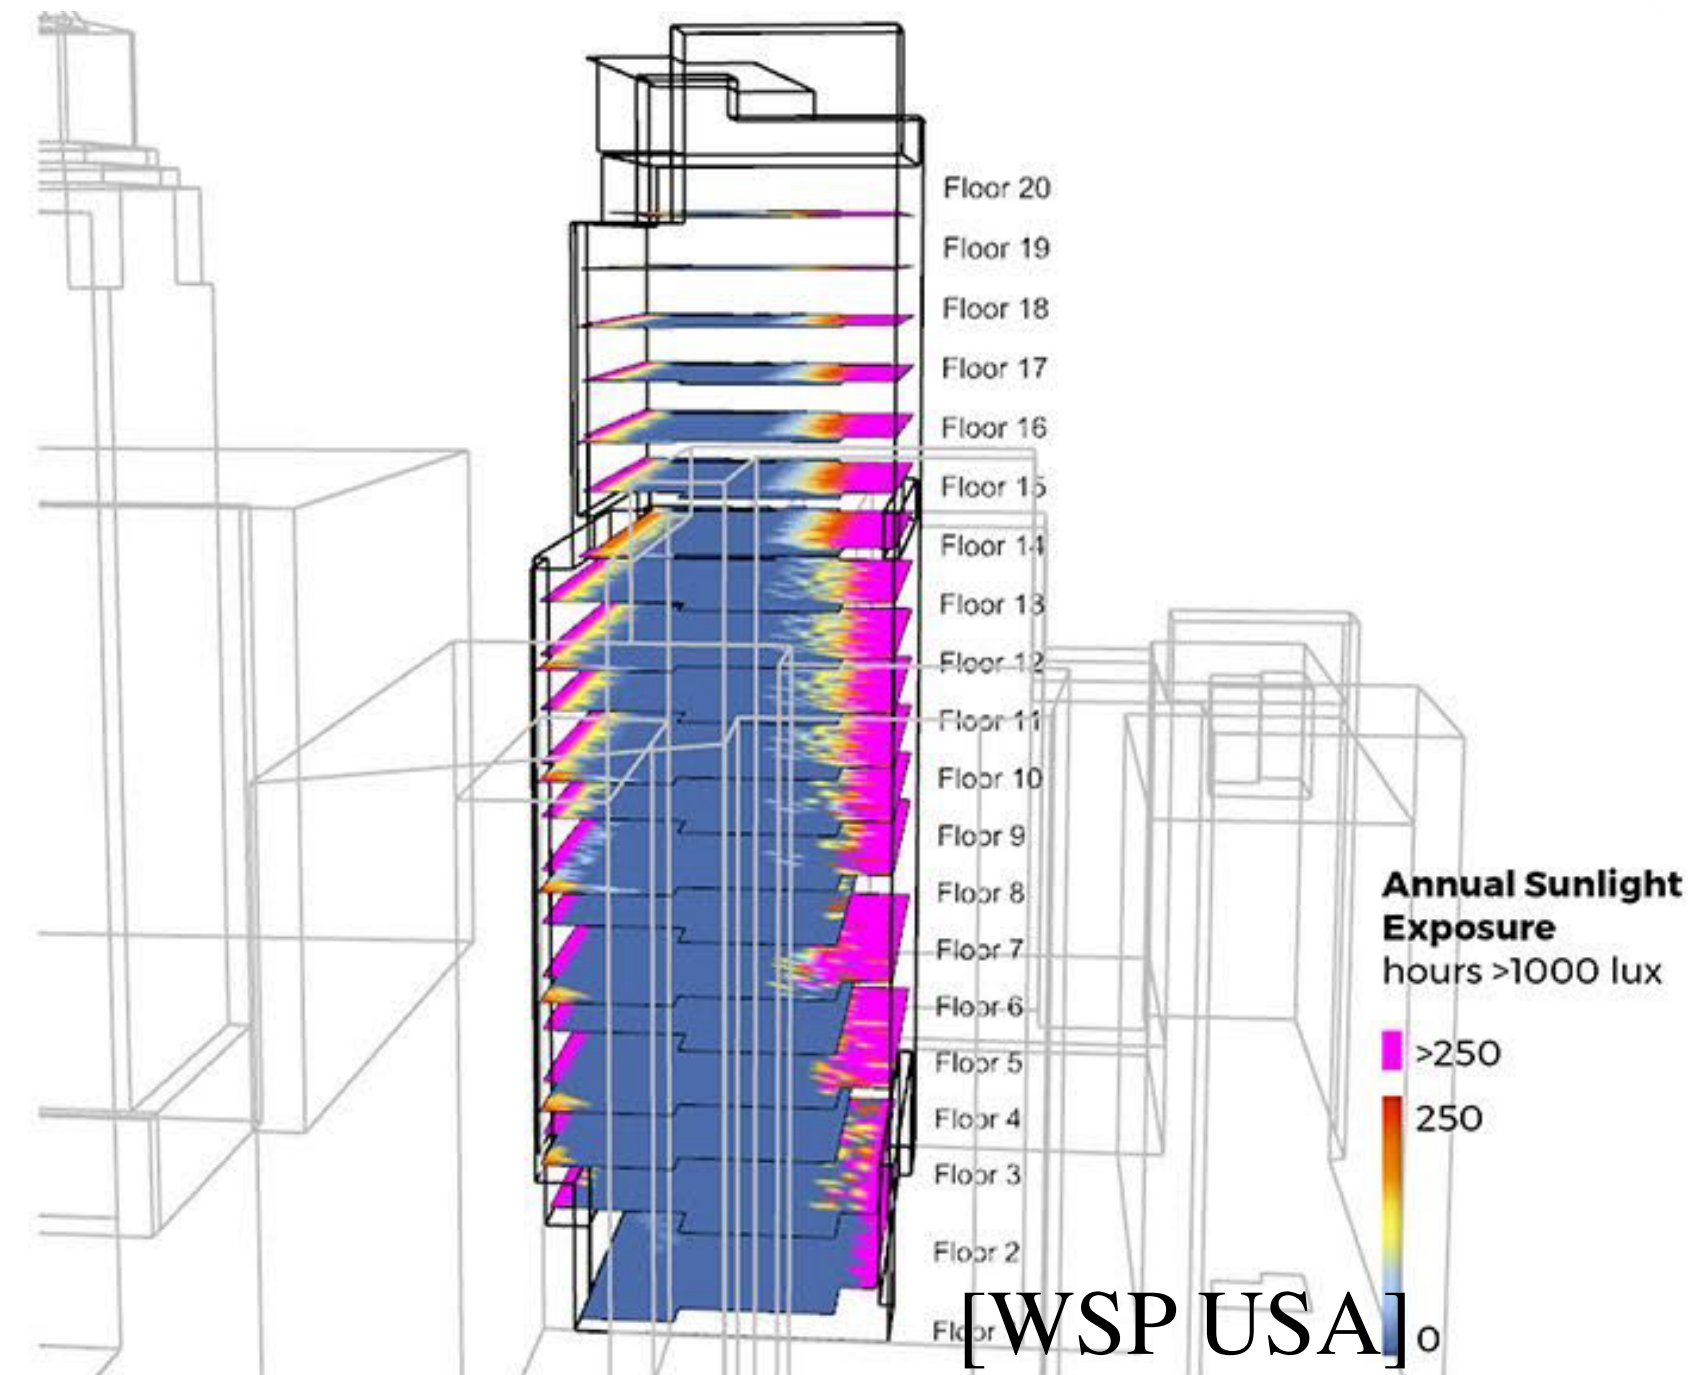 Floor 20
Floor 19
Floor 18
Floor 17
Floor 16
Floor 15
Floor 14
Floor 13
Floor 12
Floor 11
Floor 10
Floor 9
Floor 8
Floor 7
Floor 6
Floor 5
Floor 4
Floor 3
Floor 2
Floor
[WSP USA]
Annual Sunlight
Exposure
hours >1000 lux
>250
250
0